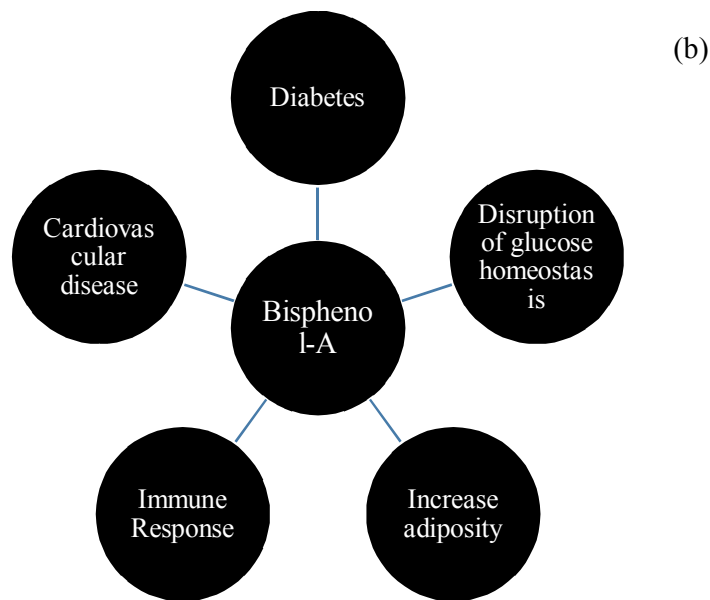 (b)
Diabetes
Cardiovas
cular
disease
Disruption
of glucose
homeostas
is
Bispheno
l-A
Immune
Response
Increase
adiposity